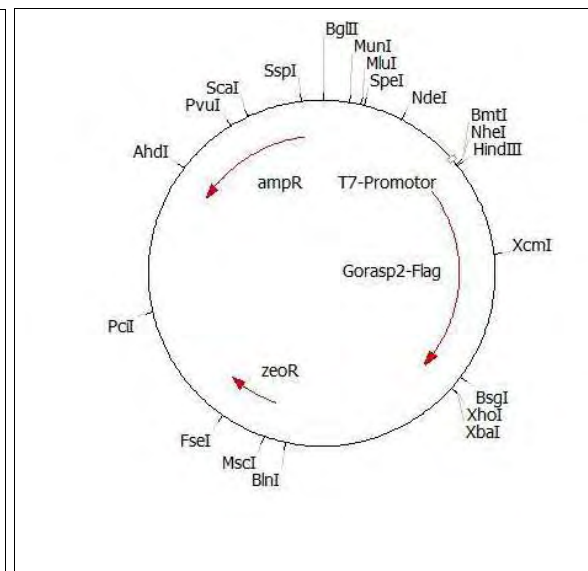 BglII
MunI
MluI
SpeI
NdeI
BmtI
NheI
HindIII
XcmI
BsgI
XhoI
XbaI
BlnI
MscI
FseI
PciI
AhdI
PvuI
ScaI
SspI
ampR
T7-Promotor
Gorasp2-Flag
zeoR